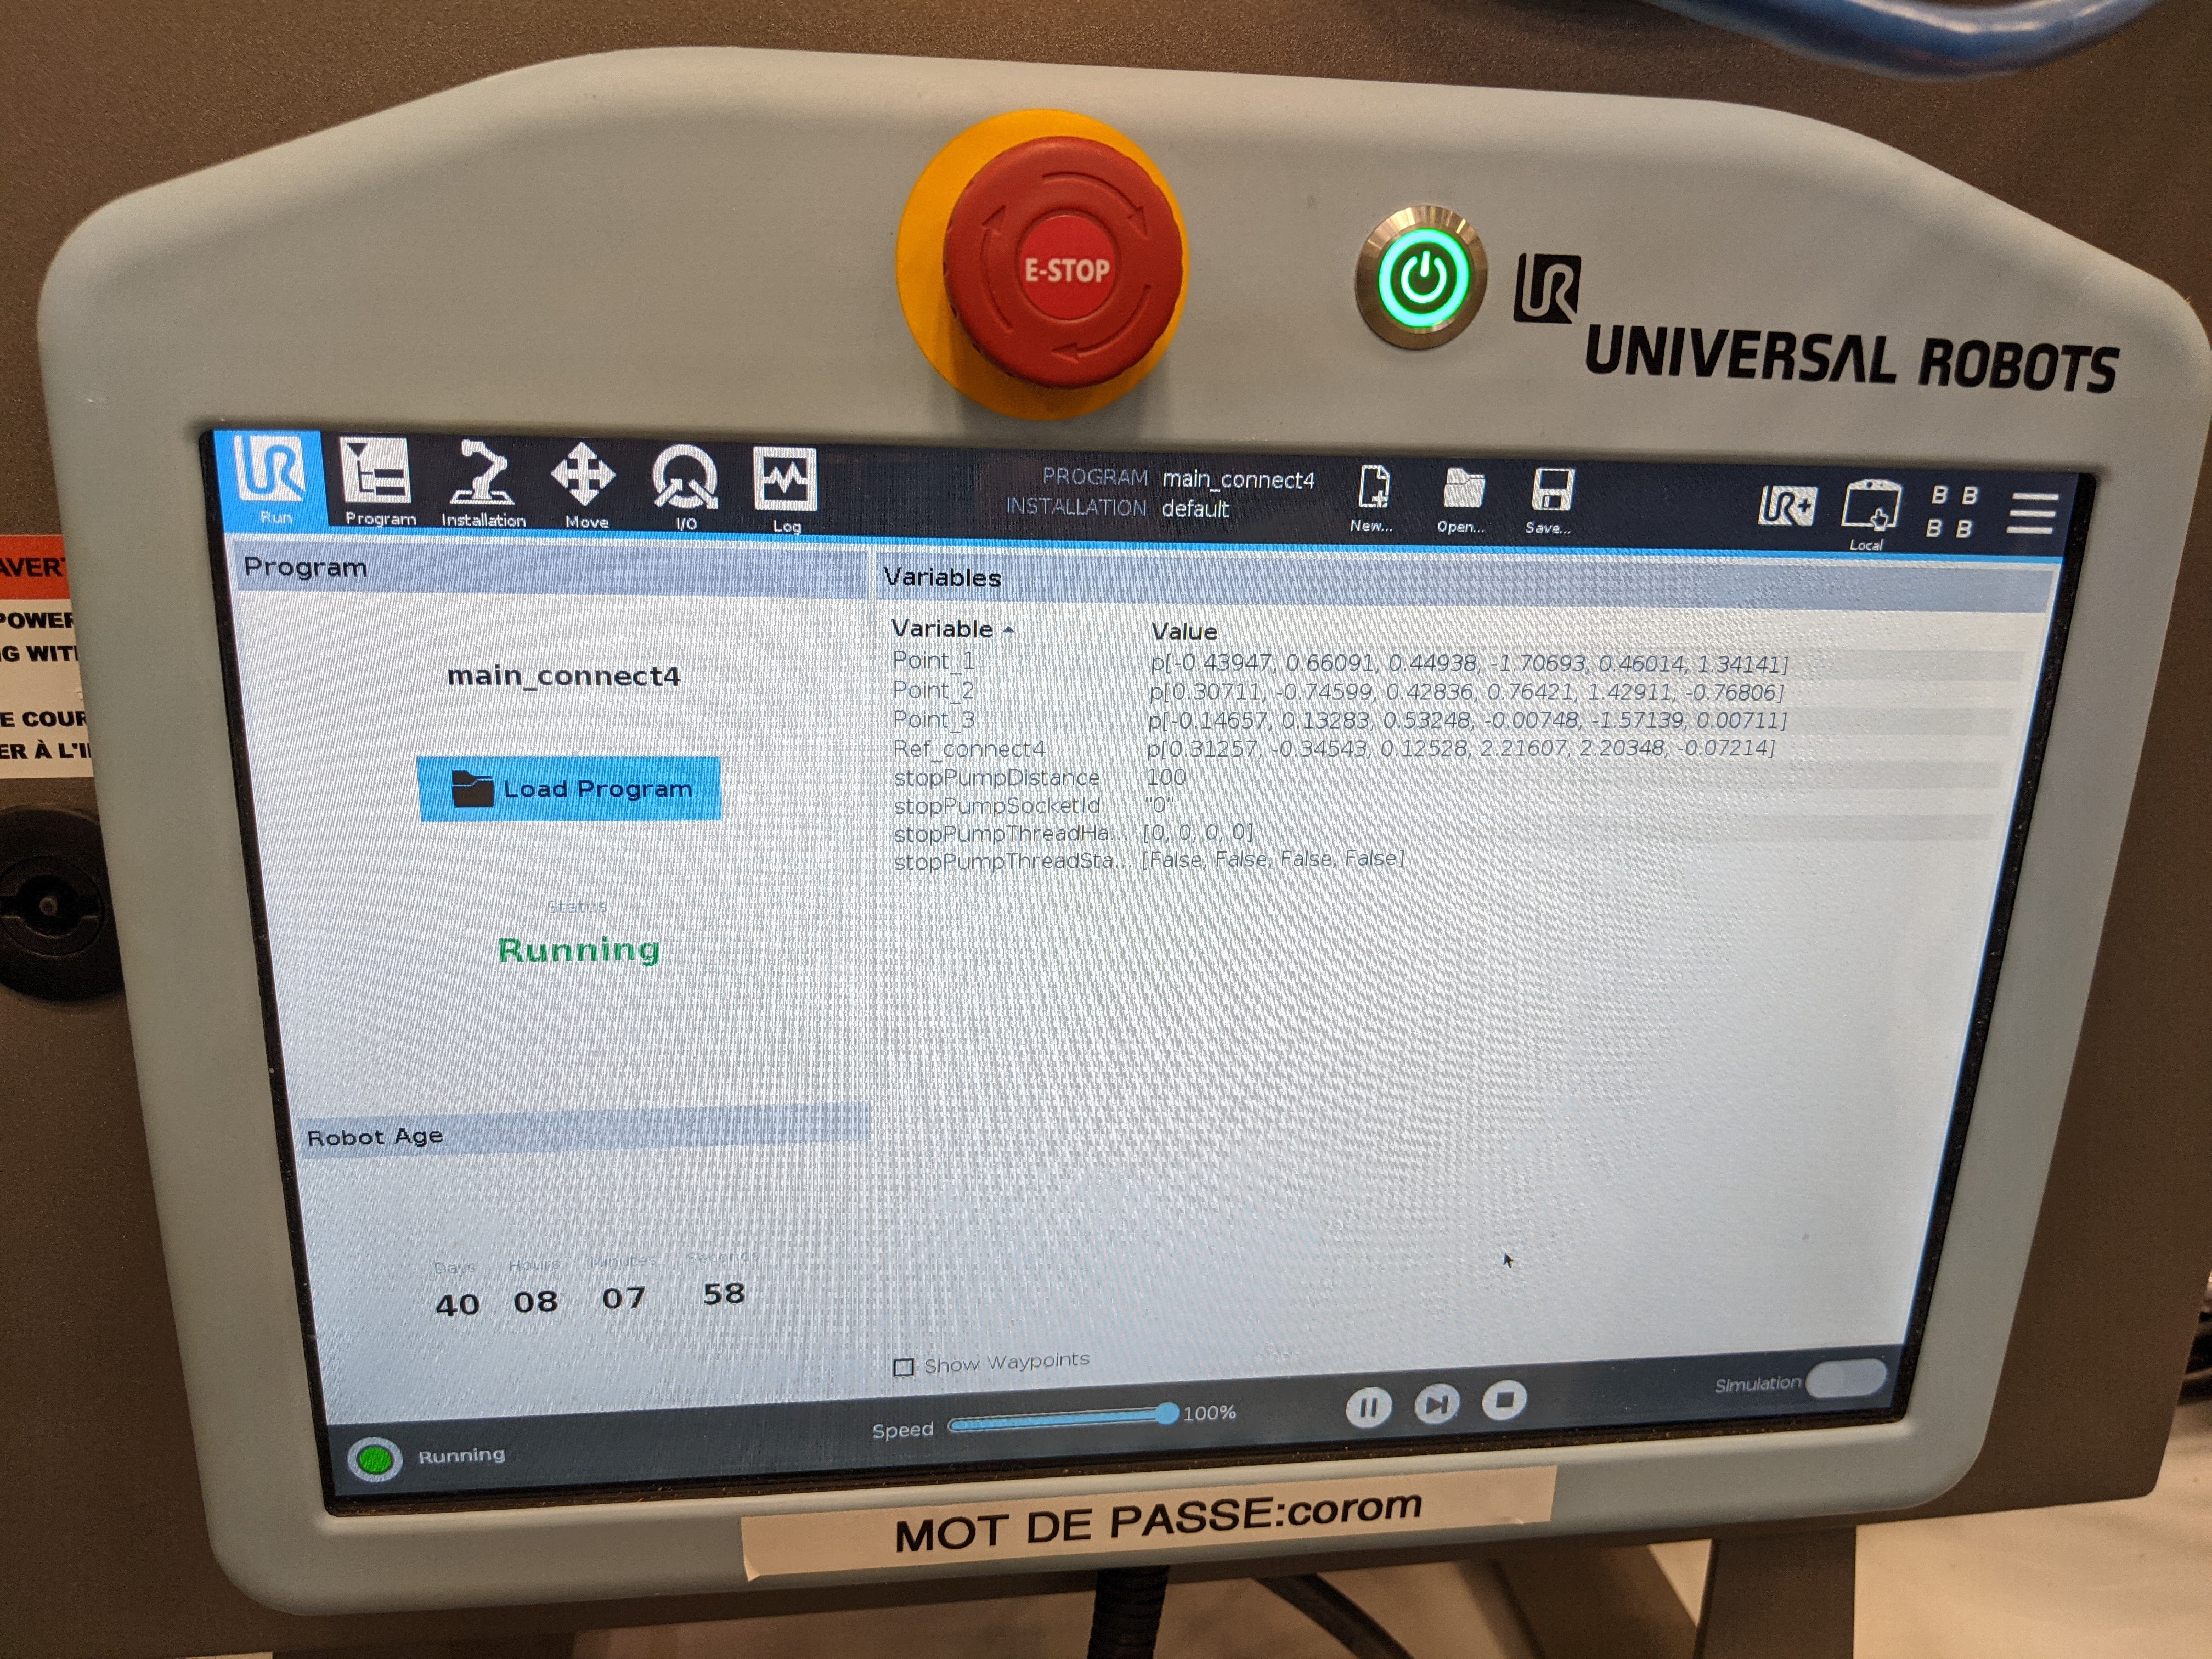 E-STOP
UR
UNIVERSAL ROBOTS
AVERT
POWER
G WITH
E COUR
ER À L'I
Run
Program
Installation
Move
I/O
Log
PROGRAM main_connect4
INSTALLATION default
New...
Open...
Save...
UR+
Local
B B
B B
Program
main_connect4
Load Program
Status
Running
Variables
Variable Value
Point_1 p[-0.43947, 0.66091, 0.44938, -1.70693, 0.46014, 1.34141]
Point_2 p[0.30711, -0.74599, 0.42836, 0.76421, 1.42911, -0.76806]
Point_3 p[-0.14657, 0.13283, 0.53248, -0.00748, -1.57139, 0.00711]
Ref_connect4 p[0.31257, -0.34543, 0.12528, 2.21607, 2.20348, -0.07214]
stopPumpDistance 100
stopPumpSocketId "0"
stopPumpThreadHa... [0, 0, 0, 0]
stopPumpThreadSta... [False, False, False, False]
Robot Age
Days Hours Minutes Seconds
40 08 07 58
Show Waypoints
Running
Speed 100%
Simulation
MOT DE PASSE:corom